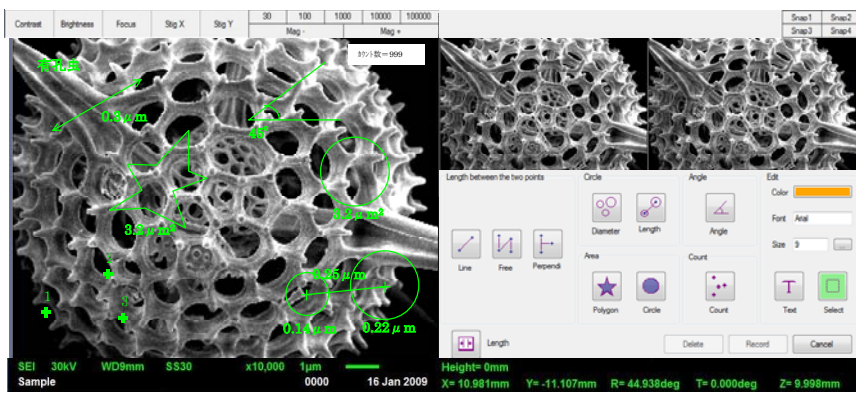 Contrast Brightness Focus Stig X Stig Y 30 100 1000 10000 100000
Mag - Mag +
Snap1 Snap2
Snap3 Snap4
有孔虫
カウント数=999
0.8μm
48°
3.2μm²
3.2μm²
0.25μm
0.14μm
0.22μm
1
2
3
SEI 30kV WD9mm SS30 x10,000 1μm
Sample 0000 16 Jan 2009
Length between the two points
Line Free Perpendi
Circle
Diameter Length
Angle
Angle
Area
Polygon Circle
Count
Count
Edit
Color
Font Arial
Size 9 ...
Text Select
Length
Delete Record Cancel
Height= 0mm
X= 10.981mm Y= -11.107mm R= 44.938deg T= 0.000deg Z= 9.998mm